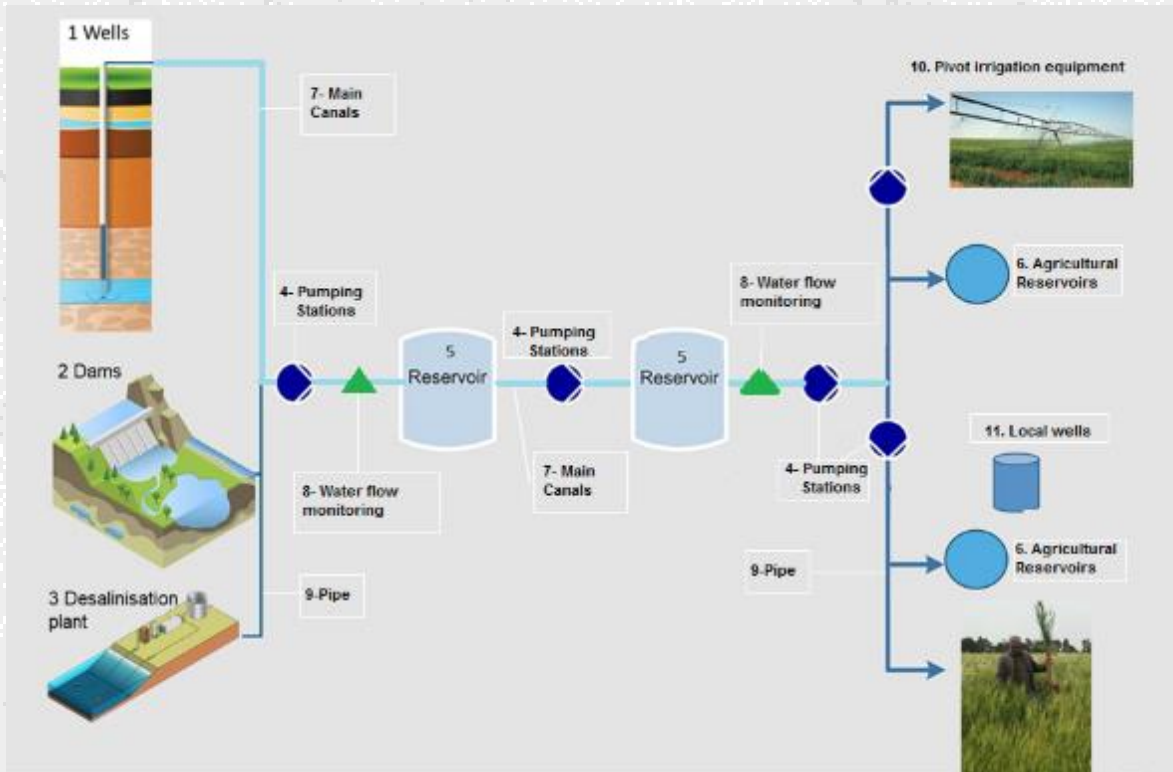 1 Wells
7- Main
Canals
10. Pivot irrigation equipment
4- Pumping
Stations
8- Water flow
monitoring
6. Agricultural
Reservoirs
5
Reservoir
4- Pumping
Stations
5
Reservoir
2 Dams
11. Local wells
8- Water flow
monitoring
7- Main
Canals
4- Pumping
Stations
6. Agricultural
Reservoirs
9-Pipe
3 Desalinisation
plant
9-Pipe